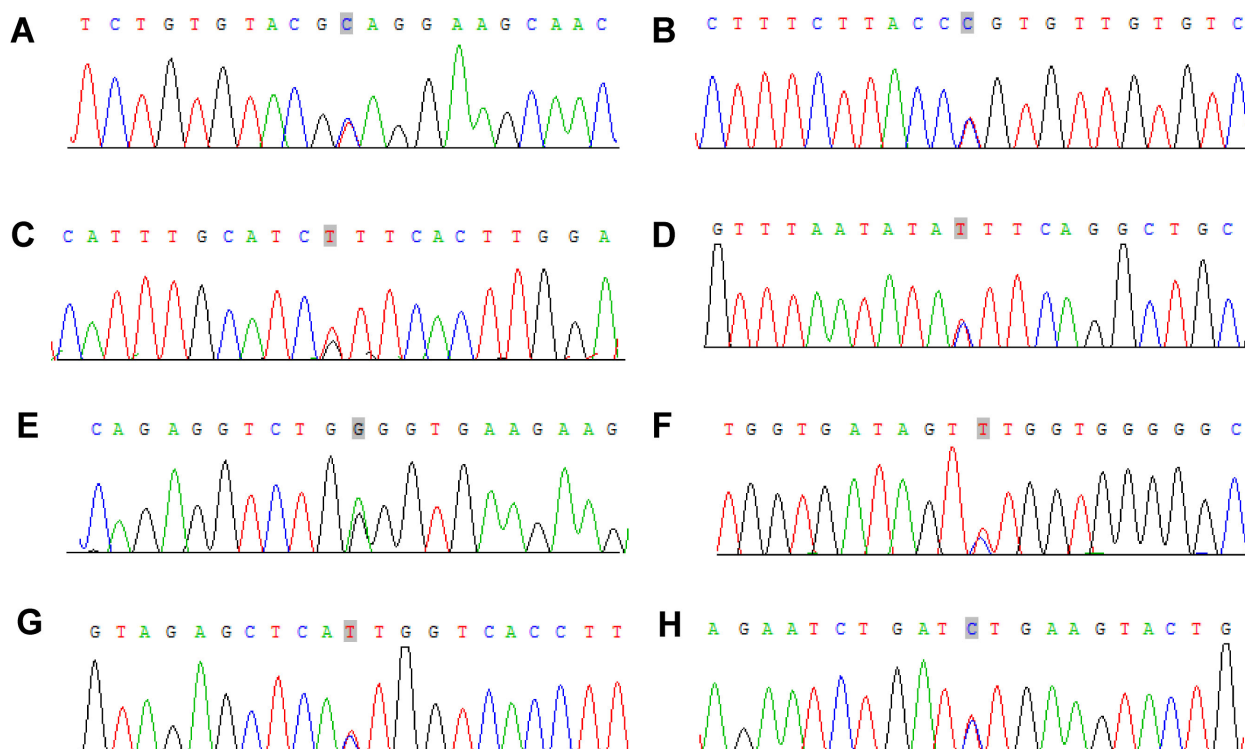 A T C T G T G T A C G C A G G A A G C A A C
B C T T T C T T A C C C G T G T T G T G T C
C C A T T T G C A T C T T T C A C T T G G A
D G T T T A A T A T A T T T C A G G C T G C
E C A G A G G T C T G G G G T G A A G A A G
F T G G T G A T A G T T T G G T G G G G G C
G G T A G A G C T C A T T G G T C A C C T T
H A G A A T C T G A T C T G A A G T A C T G